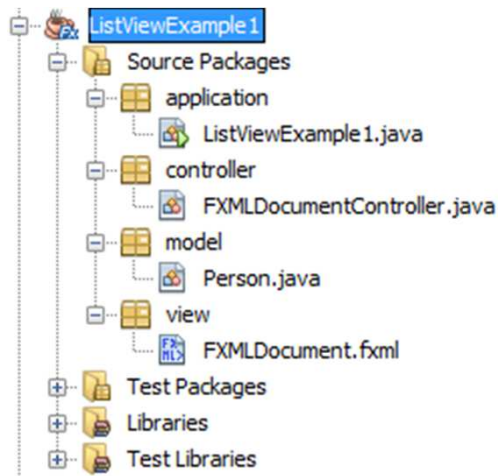 ListViewExample1
Source Packages
application
ListViewExample1.java
controller
FXMLDocumentController.java
model
Person.java
view
FXMLDocument.fxml
Test Packages
Libraries
Test Libraries